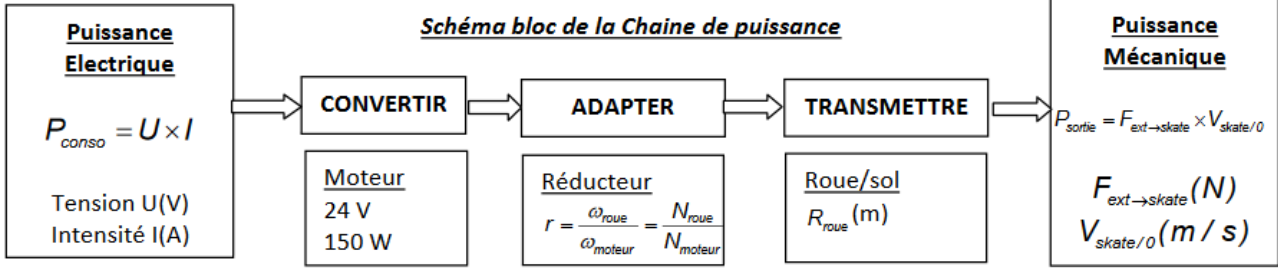 Schéma bloc de la Chaine de puissance
Puissance
Electrique
P_conso = U × I
Tension U(V)
Intensité I(A)
CONVERTIR
Moteur
24 V
150 W
ADAPTER
Réducteur
r = ω_roue / ω_moteur = N_roue / N_moteur
TRANSMETTRE
Roue/sol
R_roue (m)
Puissance
Mécanique
P_sortie = F_ext→skate × V_skate/0
F_ext→skate (N)
V_skate/0 (m / s)